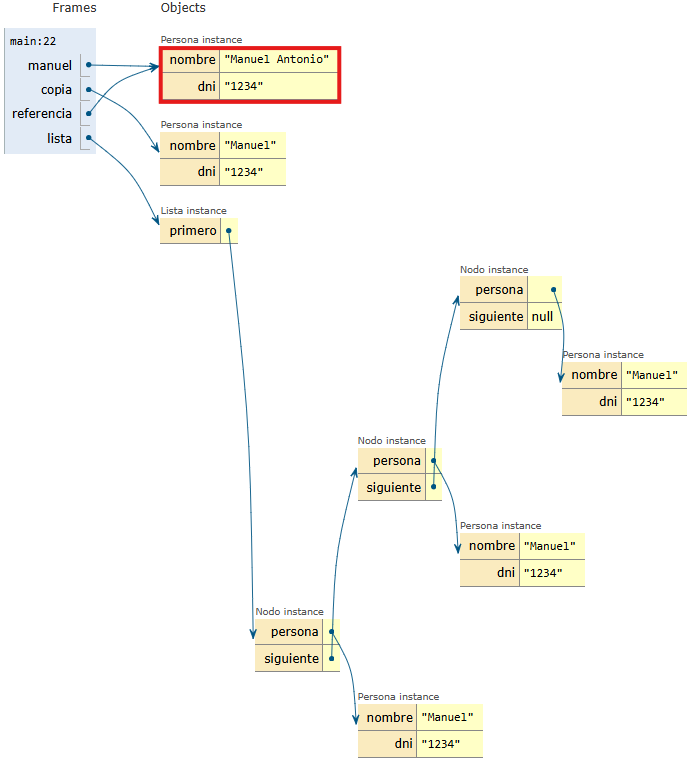 Frames Objects
main:22
manuel
copia
referencia
lista
Persona instance
nombre "Manuel Antonio"
dni "1234"
Persona instance
nombre "Manuel"
dni "1234"
Lista instance
primero
Nodo instance
persona
siguiente null
Persona instance
nombre "Manuel"
dni "1234"
Nodo instance
persona
siguiente
Persona instance
nombre "Manuel"
dni "1234"
Nodo instance
persona
siguiente
Persona instance
nombre "Manuel"
dni "1234"